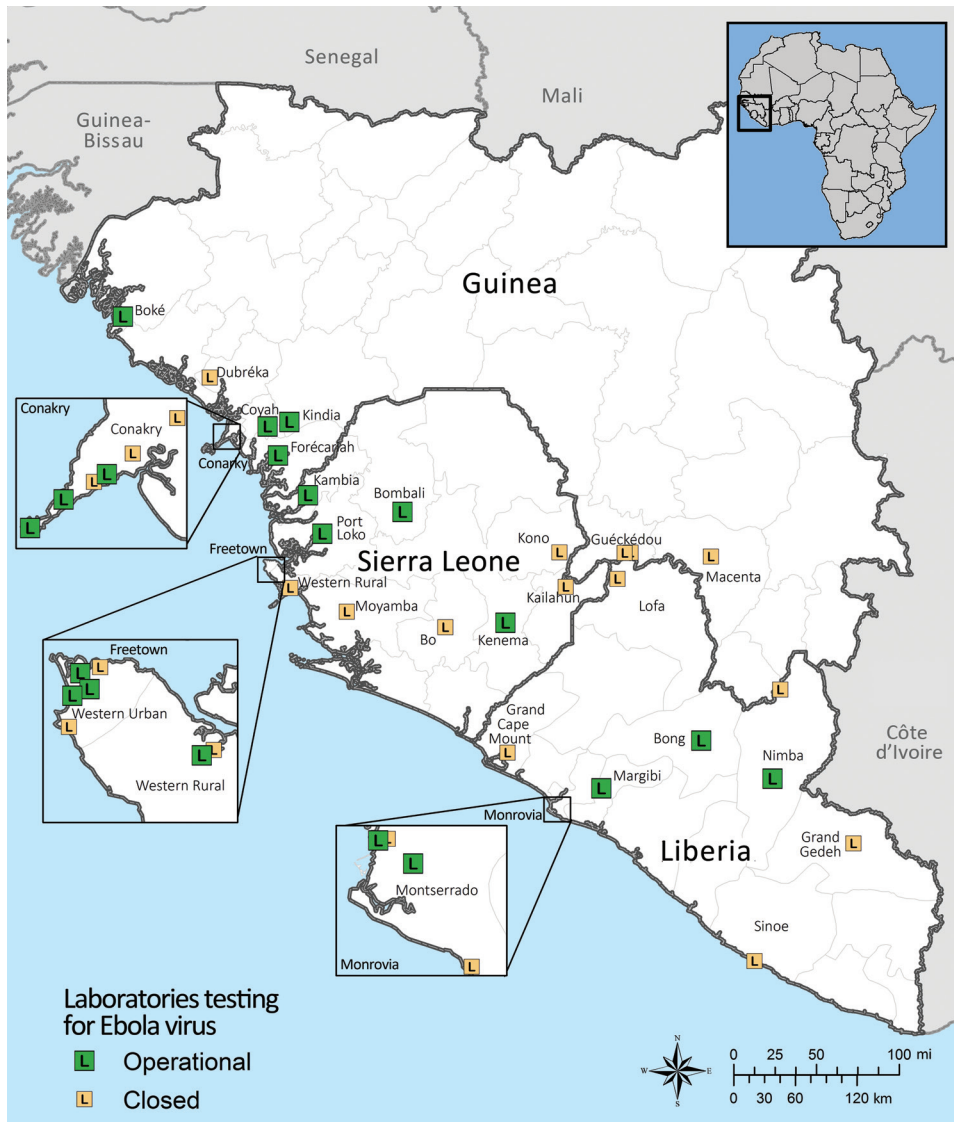 Senegal
Mali
Guinea-
Bissau
Guinea
L
Boké
L
Dubréka
Conakry
L
Conakry
L
L
L
L
L
Coyah
L
L
Kindia
L
Forécariah
Conarky
L
Kambia
Bombali
L
Port
Loko
L
Freetown
Sierra Leone
Kono
L
Guéckédou
L
L
L
Macenta
L
Western Rural
L
Kailahun
L
Lofa
L
Moyamba
L
Bo
L
Kenema
Freetown
L
L
L
L
Western Urban
L
L
L
Western Rural
L
Grand
Cape
Mount
L
Bong
L
Nimba
L
Côte
d'Ivoire
Margibi
L
Monrovia
L
L
L
Montserrado
Monrovia
L
Liberia
Grand
Gedeh
L
Sinoe
L
Laboratories testing
for Ebola virus
L Operational
L Closed
N
W E
S
0 25 50 100 mi
0 30 60 120 km